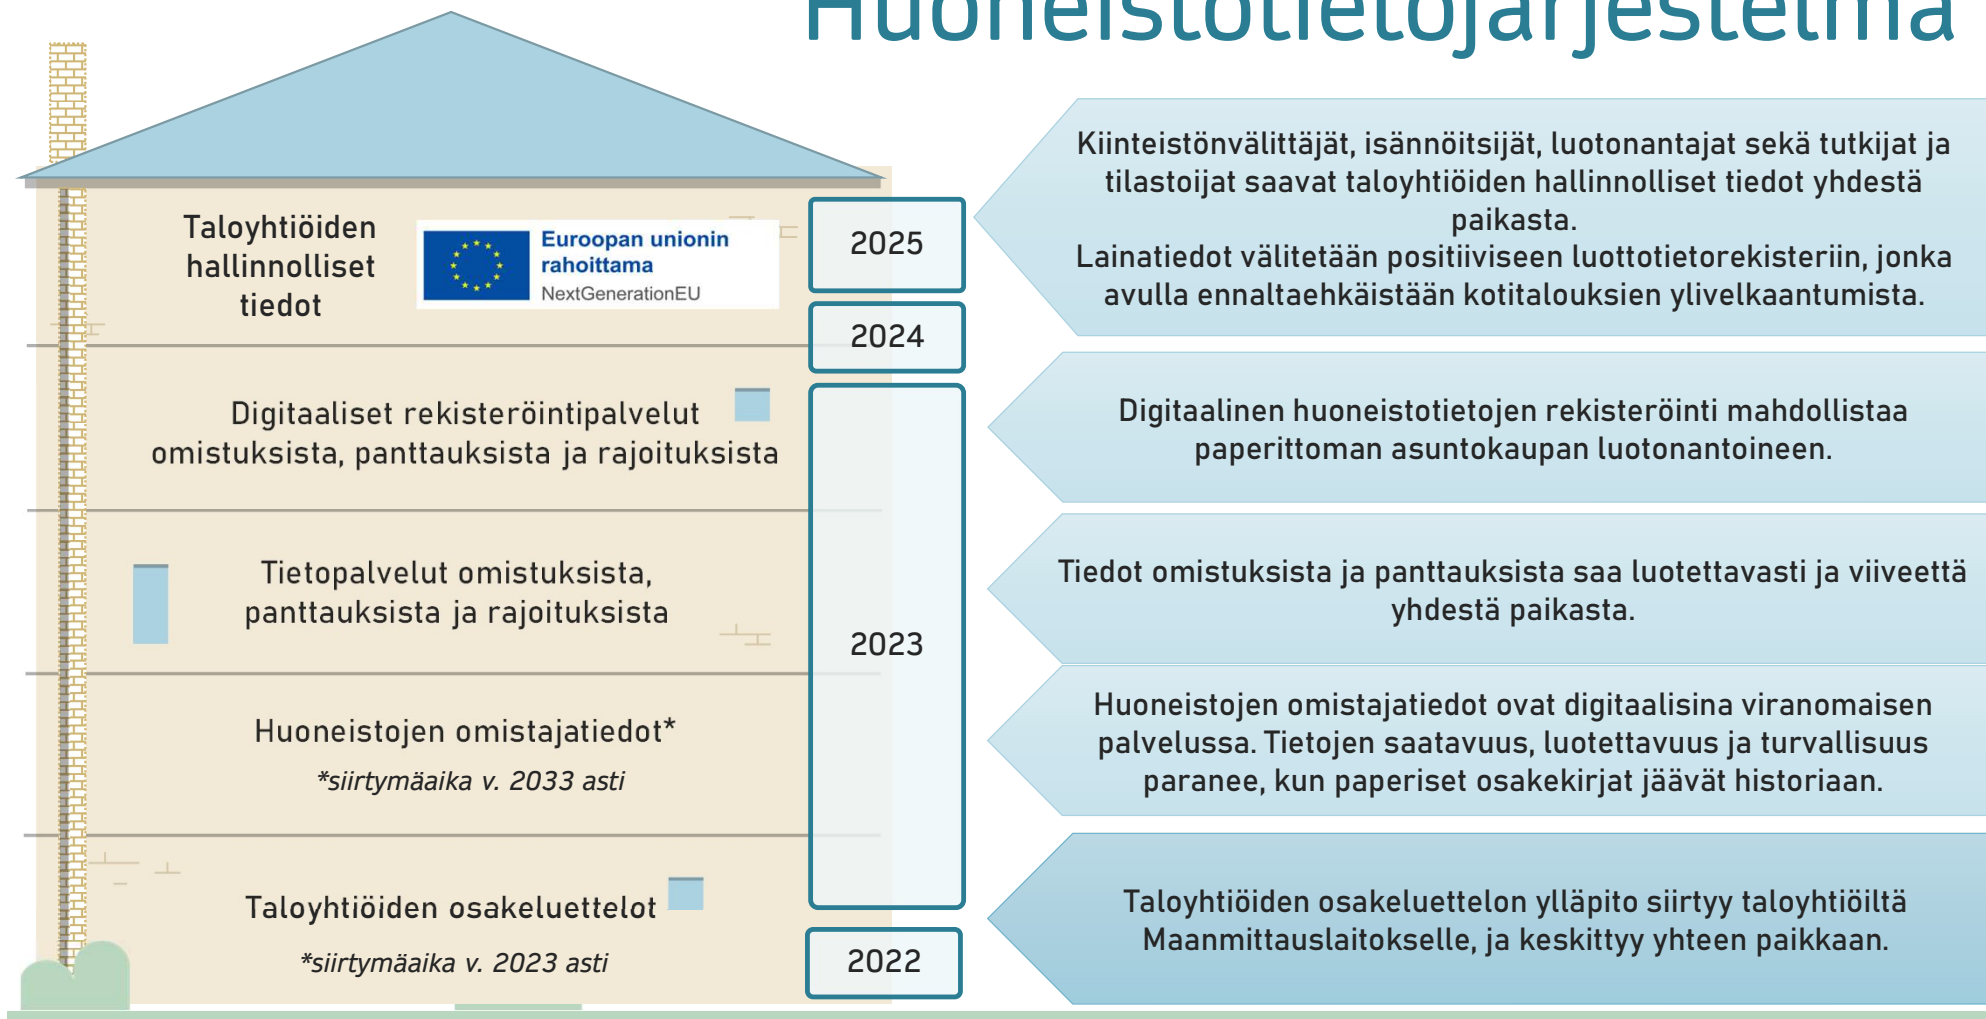 Huoneistotietojärjestelmä
Taloyhtiöiden
hallinnolliset
tiedot
Euroopan unionin
rahoittama
NextGenerationEU
2025
Kiinteistönvälittäjät, isännöitsijät, luotonantajat sekä tutkijat ja
tilastoijat saavat taloyhtiöiden hallinnolliset tiedot yhdestä
paikasta.
Lainatiedot välitetään positiiviseen luottotietorekisteriin, jonka
avulla ennaltaehkäistään kotitalouksien ylivelkaantumista.
2024
Digitaaliset rekisteröintipalvelut
omistuksista, panttauksista ja rajoituksista
Digitaalinen huoneistotietojen rekisteröinti mahdollistaa
paperittoman asuntokaupan luotonantoineen.
Tietopalvelut omistuksista,
panttauksista ja rajoituksista
2023
Tiedot omistuksista ja panttauksista saa luotettavasti ja viiveettä
yhdestä paikasta.
Huoneistojen omistajatiedot*
*siirtymäaika v. 2033 asti
Huoneistojen omistajatiedot ovat digitaalisina viranomaisen
palvelussa. Tietojen saatavuus, luotettavuus ja turvallisuus
paranee, kun paperiset osakekirjat jäävät historiaan.
Taloyhtiöiden osakeluettelot
*siirtymäaika v. 2023 asti
2022
Taloyhtiöiden osakeluettelon ylläpito siirtyy taloyhtiöiltä
Maanmittauslaitokselle, ja keskittyy yhteen paikkaan.